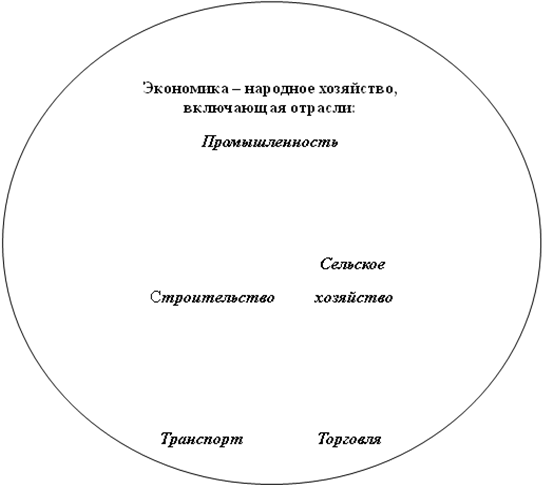 Экономика – народное хозяйство,
включающая отрасли:
Промышленность
Сельское
Строительство хозяйство
Транспорт Торговля